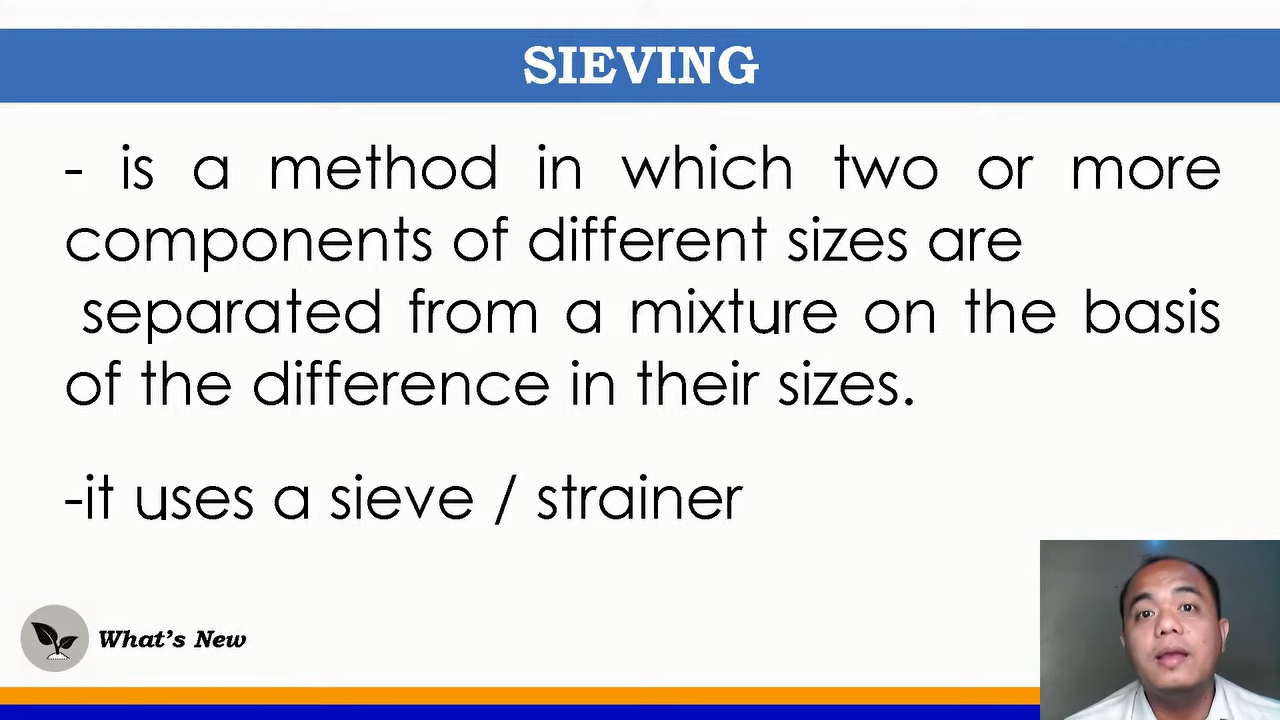 SIEVING
- is a method in which two or more
components of different sizes are
separated from a mixture on the basis
of the difference in their sizes.
-it uses a sieve / strainer
What's New